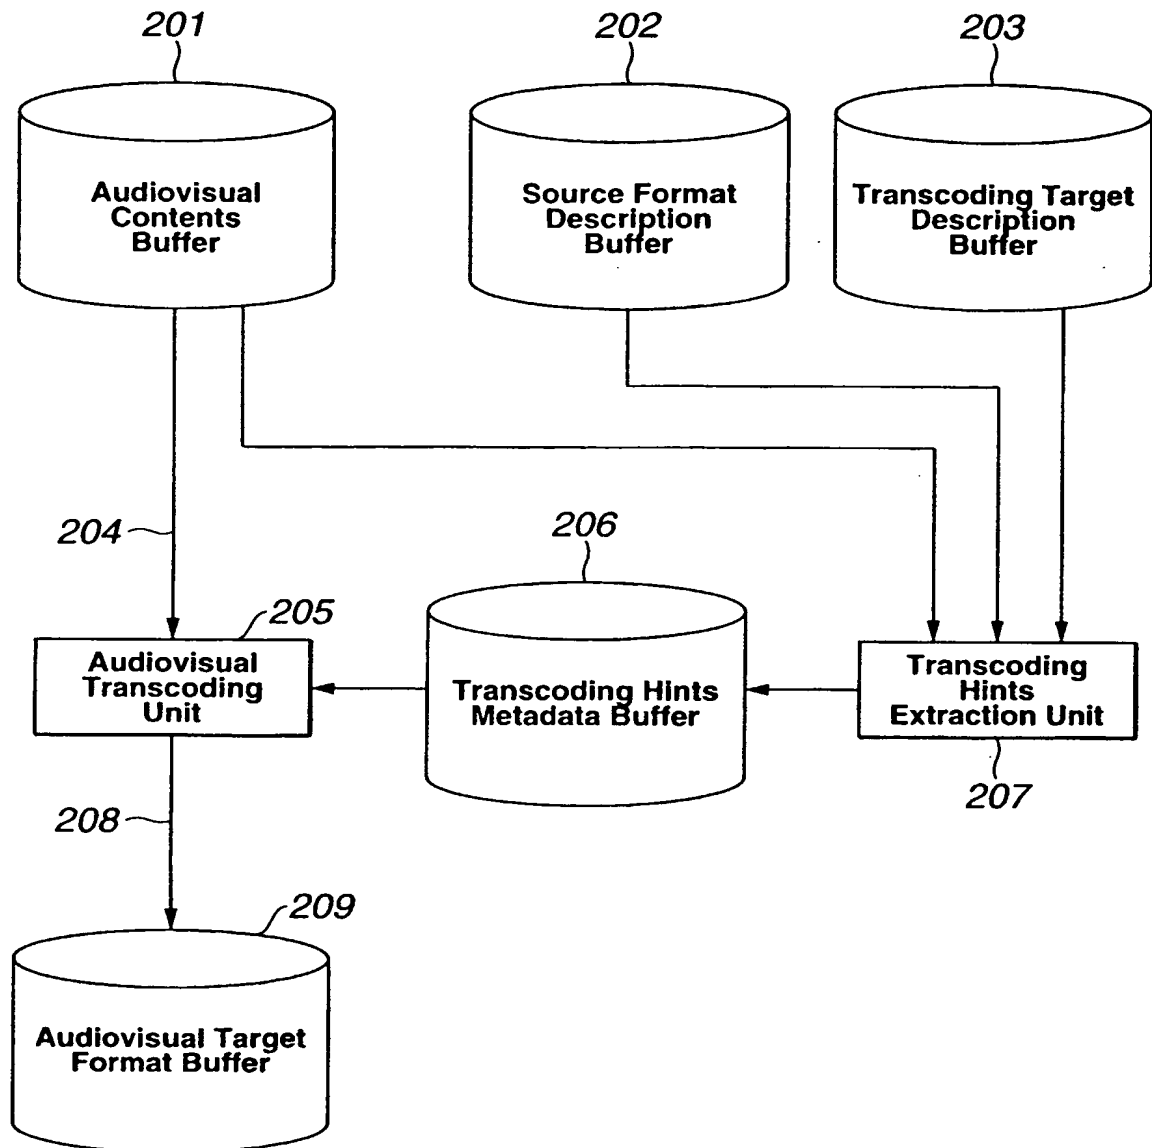 201
202
203
Audiovisual
Contents
Buffer
Source Format
Description
Buffer
Transcoding Target
Description
Buffer
204
206
205
Audiovisual
Transcoding
Unit
Transcoding Hints
Metadata Buffer
Transcoding
Hints
Extraction Unit
207
208
209
Audiovisual Target
Format Buffer